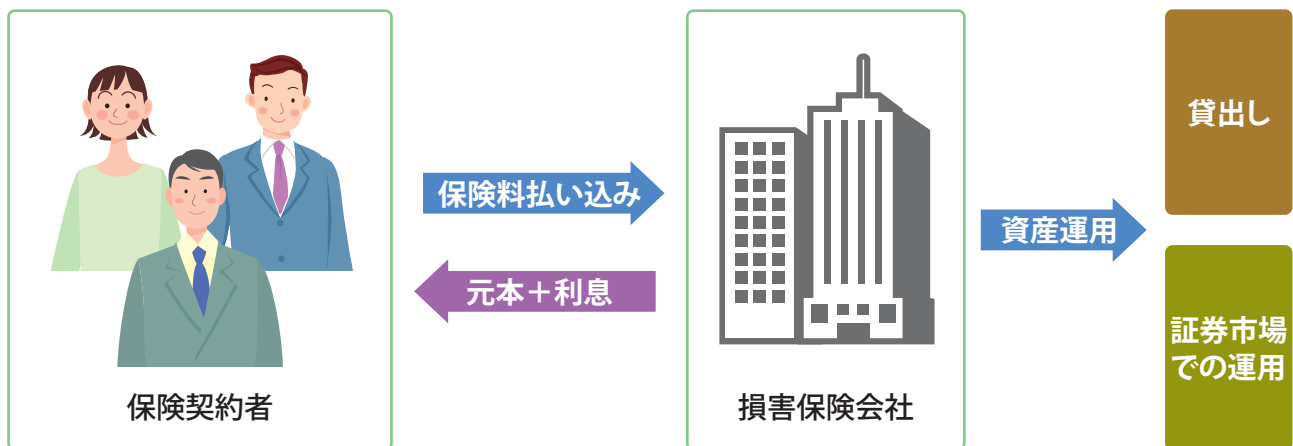 保険料払い込み
元本＋利息
保険契約者
損害保険会社
資産運用
貸出し
証券市場
での運用